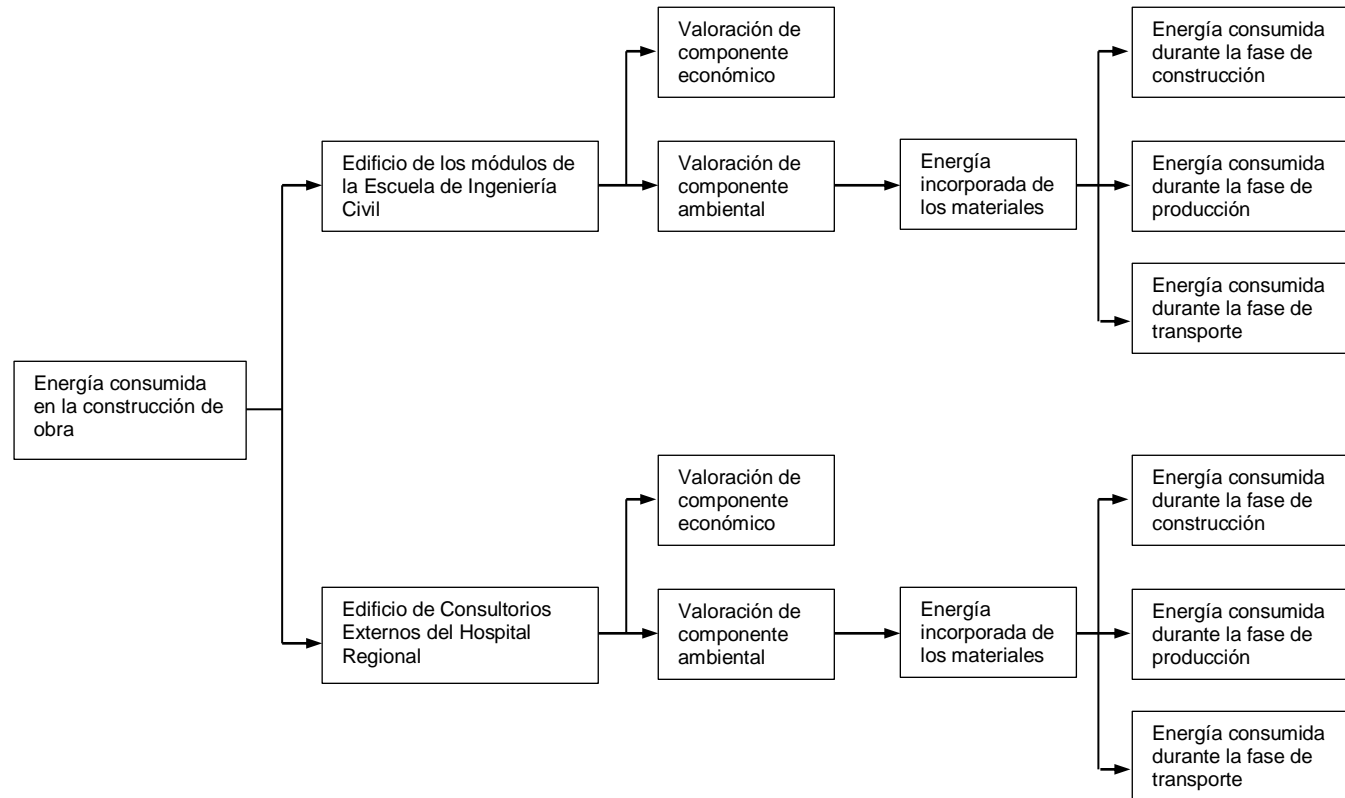 Energía consumida
en la construcción de
obra
Edificio de los módulos de
la Escuela de Ingeniería
Civil
Valoración de
componente
económico
Valoración de
componente
ambiental
Energía
incorporada de
los materiales
Energía consumida
durante la fase de
construcción
Energía consumida
durante la fase de
producción
Energía consumida
durante la fase de
transporte
Edificio de Consultorios
Externos del Hospital
Regional
Valoración de
componente
económico
Valoración de
componente
ambiental
Energía
incorporada de
los materiales
Energía consumida
durante la fase de
construcción
Energía consumida
durante la fase de
producción
Energía consumida
durante la fase de
transporte